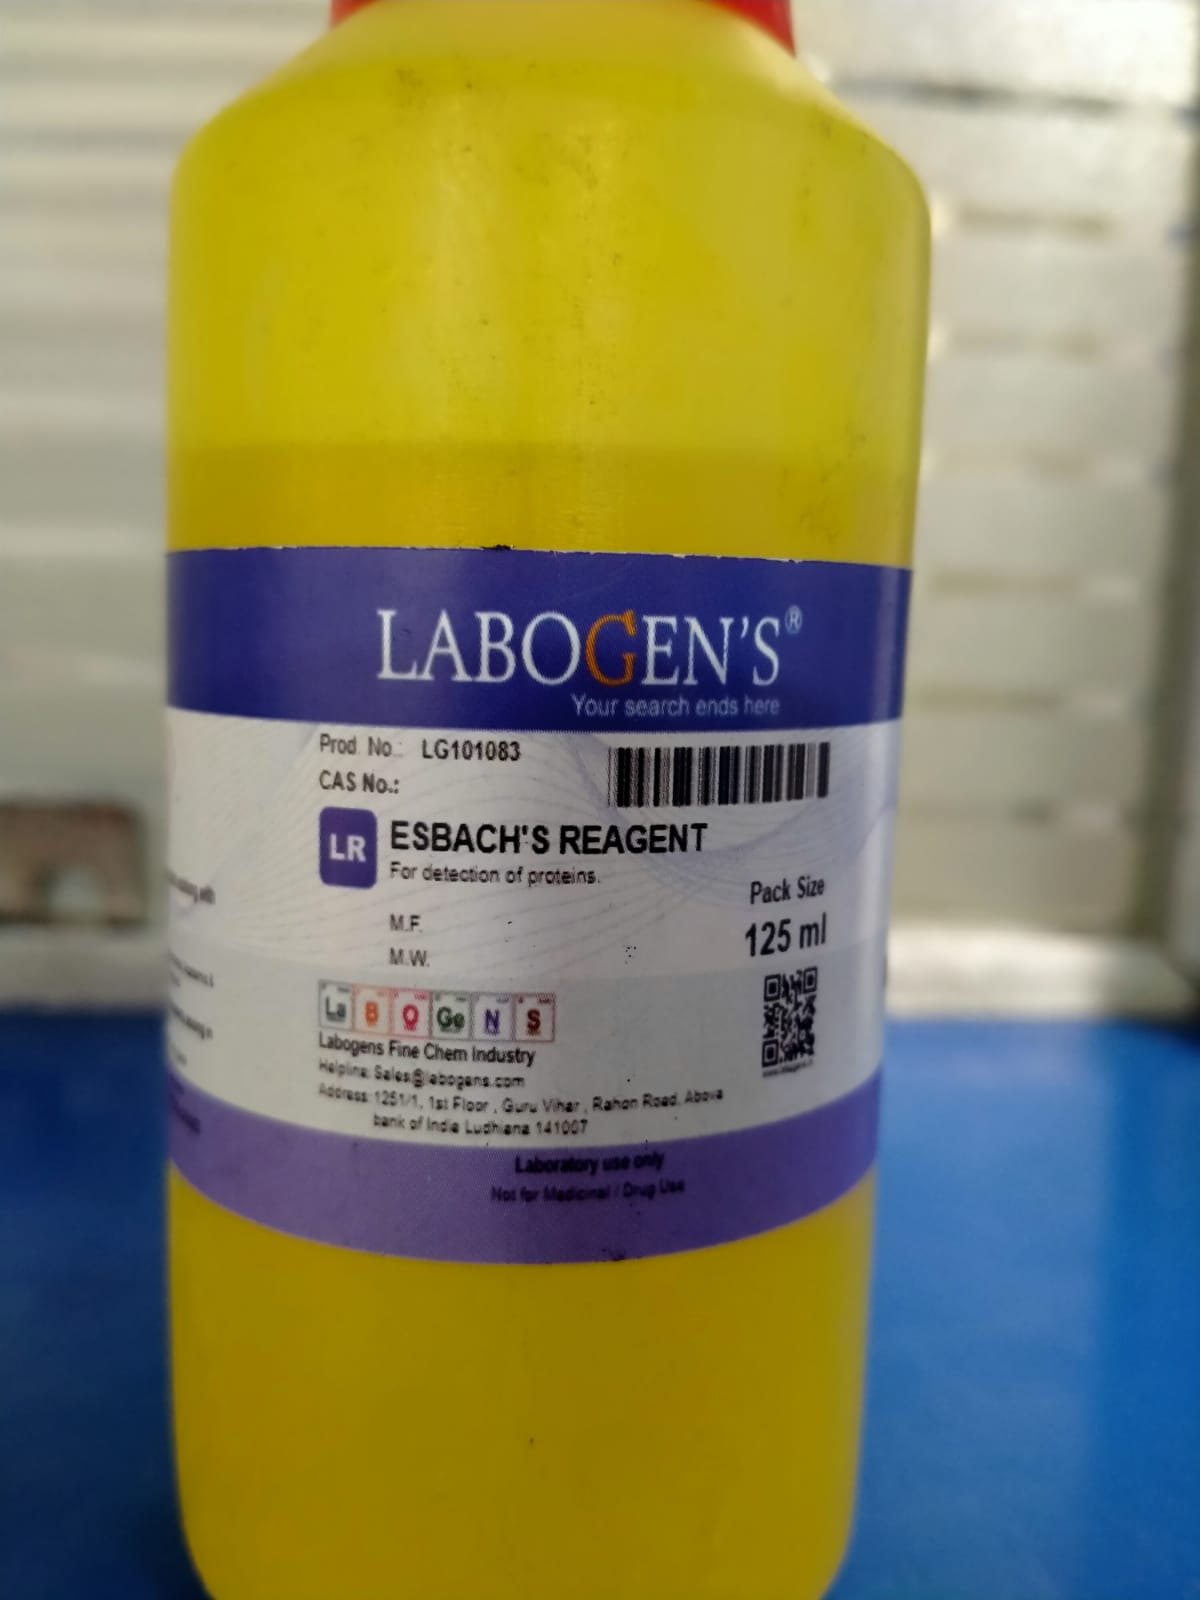 LABOGEN'S®
Your search ends here
Prod. No.: LG101083
CAS No.:
LR
ESBACH'S REAGENT
For detection of proteins.
Pack Size
125 ml
M.F.
M.W.
La B O Ge N S
Labogens Fine Chem Industry
Helpline: Sales@labogens.com
Address:1251/1, 1st Floor , Guru Vihar , Rahon Road, Above
bank of India Ludhiana 141007
Laboratory use only
Not for Medicinal / Drug Use